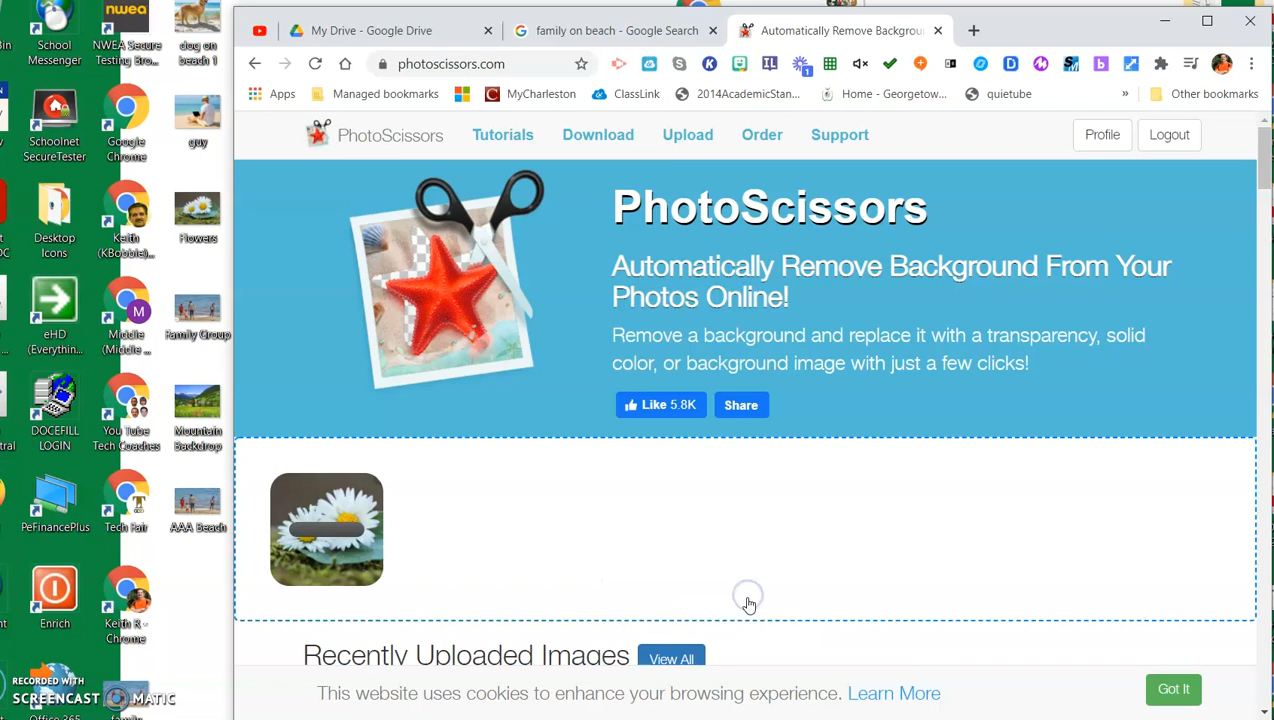 My Drive - Google Drive
family on beach - Google Search
Automatically Remove Backgrou
photoscissors.com
Apps
Managed bookmarks
MyCharleston
ClassLink
2014AcademicStan...
Home - Georgetow...
quietube
»
Other bookmarks
PhotoScissors
Tutorials
Download
Upload
Order
Support
Profile
Logout
PhotoScissors
Automatically Remove Background From Your
Photos Online!
Remove a background and replace it with a transparency, solid
color, or background image with just a few clicks!
Like 5.8K
Share
Recently Uploaded Images
View All
This website uses cookies to enhance your browsing experience. Learn More
Got It
School
Messenger
nwea
NWEA Secure
Testing Bro...
dog on
beach 1
Schoolnet
SecureTester
Google
Chrome
guy
Desktop
Icons
Keith
(KBobble)...
Flowers
eHD
(Everythin...
M
Middle
(Middle ...
Family Group
DOCEFILL
LOGIN
You Tube
Tech Coaches
Mountain
Backdrop
PeFinancePlus
Tech Fair
AAA Beach
Enrich
Keith R -
Chrome
RECORDED WITH
SCREENCAST MATIC
Office 365
family